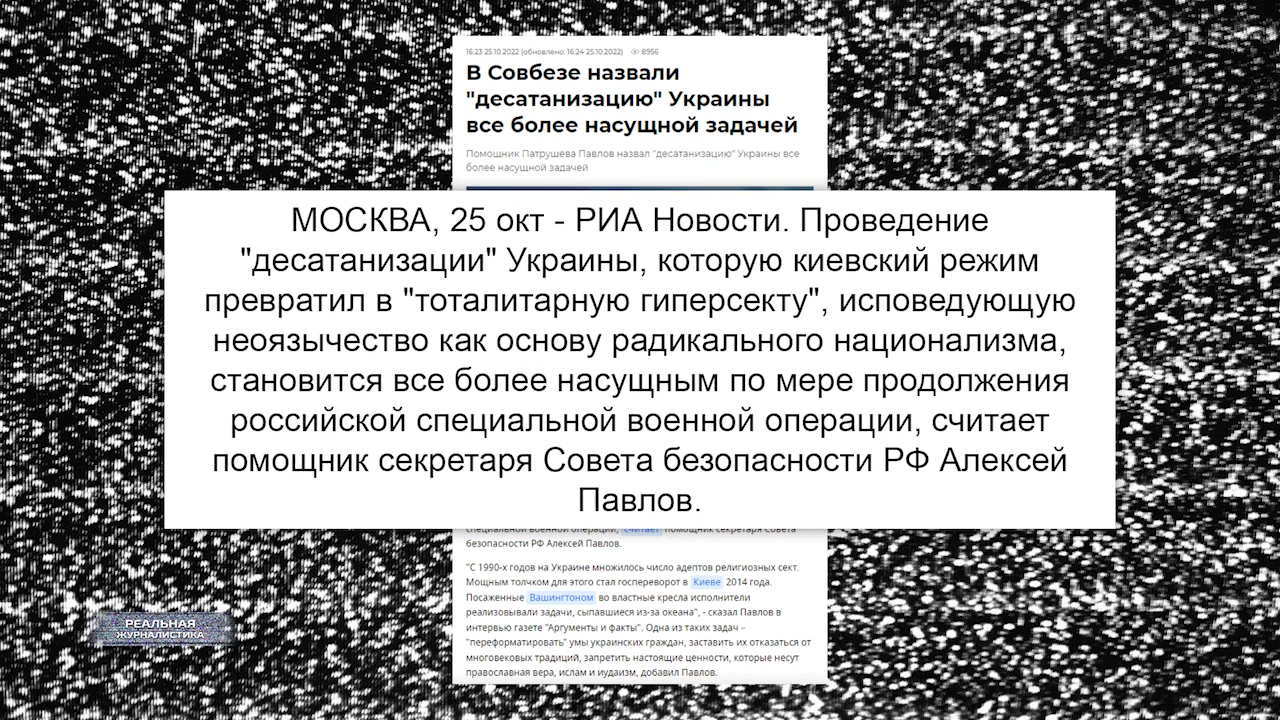 16:23 25.10.2022 (обновлено: 16:24 25.10.2022) 8956
В Совбезе назвали
"десатанизацию" Украины
все более насущной задачей
Помощник Патрушева Павлов назвал "десатанизацию" Украины все
более насущной задачей
МОСКВА, 25 окт - РИА Новости. Проведение
"десатанизации" Украины, которую киевский режим
превратил в "тоталитарную гиперсекту", исповедующую
неоязычество как основу радикального национализма,
становится все более насущным по мере продолжения
российской специальной военной операции, считает
помощник секретаря Совета безопасности РФ Алексей
Павлов.
специальной военной операции, считает помощник секретаря Совета
безопасности РФ Алексей Павлов.
"С 1990-х годов на Украине множилось число адептов религиозных сект.
Мощным толчком для этого стал госпереворот в Киеве 2014 года.
Посаженные Вашингтоном во властные кресла исполнители
реализовывали задачи, сыпавшиеся из-за океана", - сказал Павлов в
интервью газете "Аргументы и факты". Одна из таких задач –
"переформатировать" умы украинских граждан, заставить их отказаться от
многовековых традиций, запретить настоящие ценности, которые несут
православная вера, ислам и иудаизм, добавил Павлов.
РЕАЛЬНАЯ
ЖУРНАЛИСТИКА